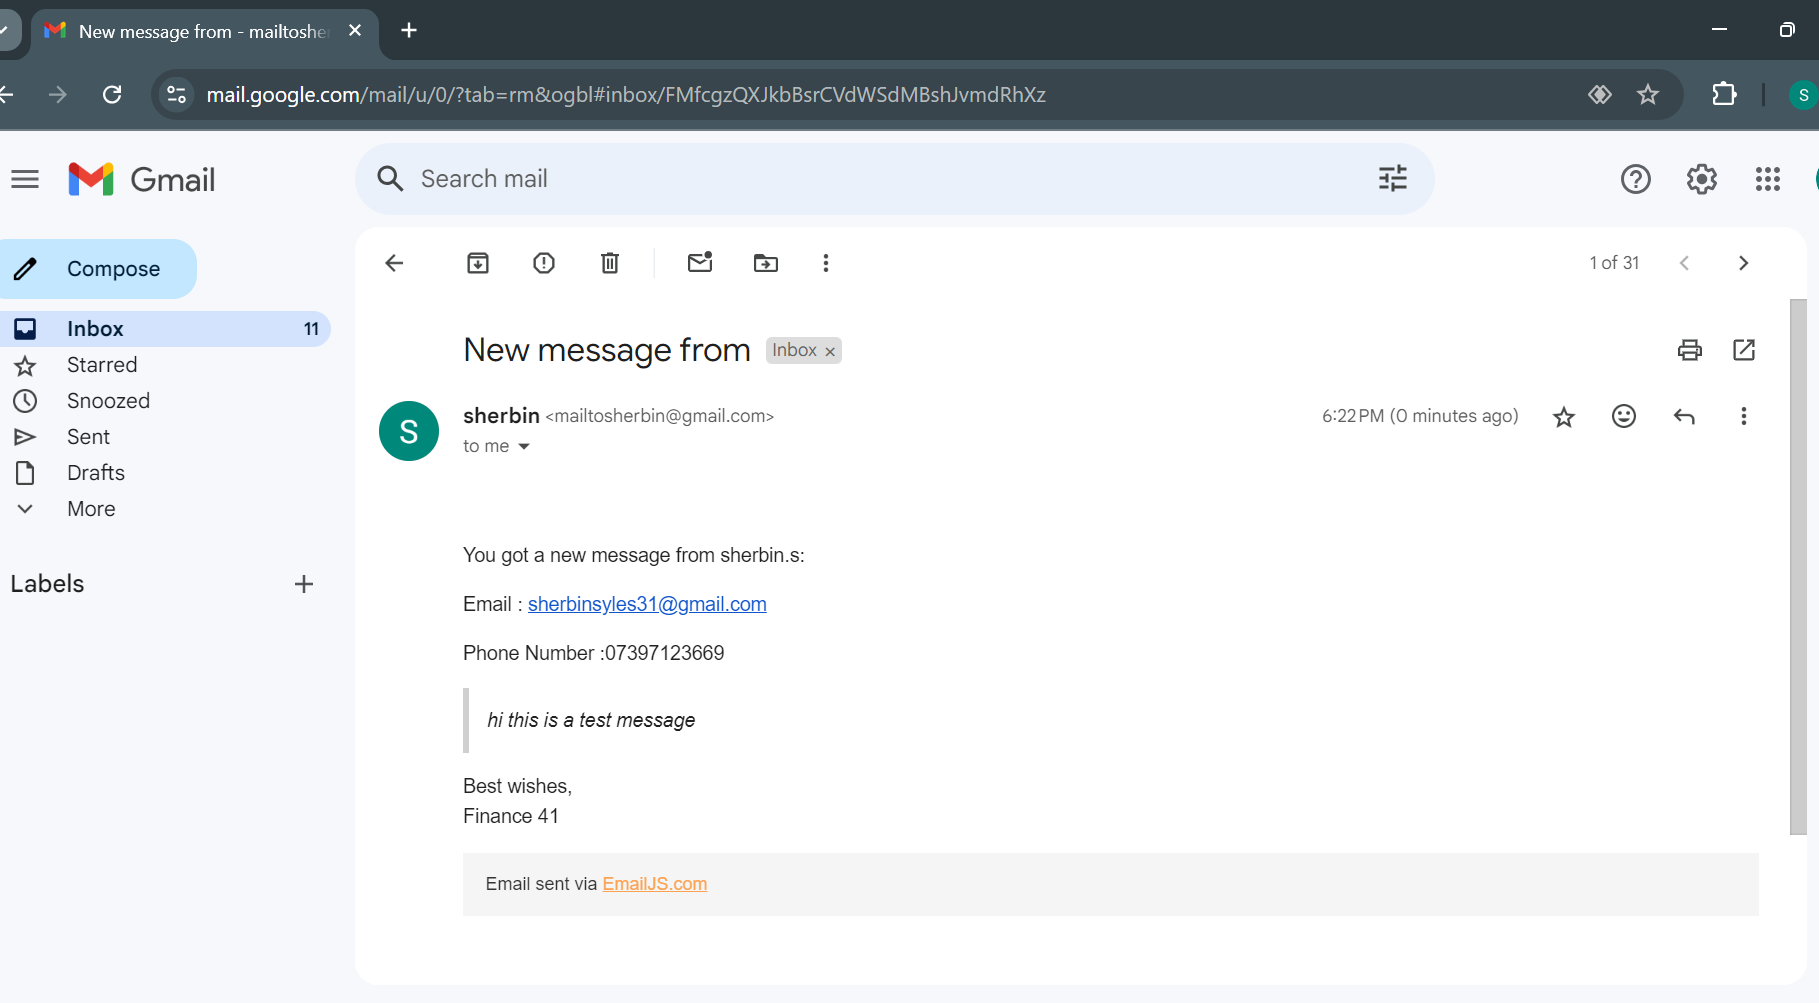 New message from - mailtosher
mail.google.com/mail/u/0/?tab=rm&ogbl#inbox/FMfcgzQXJkbBsrCVdWSdMBshJvmdRhXz
S
Gmail
Search mail
Compose
1 of 31
Inbox 11
Starred
Snoozed
Sent
Drafts
More
Labels
New message from Inbox ×
S
sherbin <mailtosherbin@gmail.com>
6:22 PM (0 minutes ago)
to me
You got a new message from sherbin.s:
Email : sherbinsyles31@gmail.com
Phone Number :07397123669
hi this is a test message
Best wishes,
Finance 41
Email sent via EmailJS.com